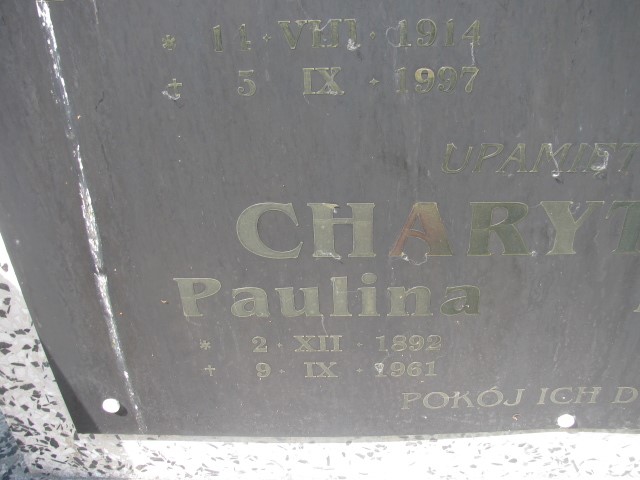 * 11 · VIII · 1914
+ 5 IX · 1997
UPAMIĘT
CHARYT
Paulina
* 2 · XII · 1892
+ 9 · IX · 1961
POKÓJ ICH D